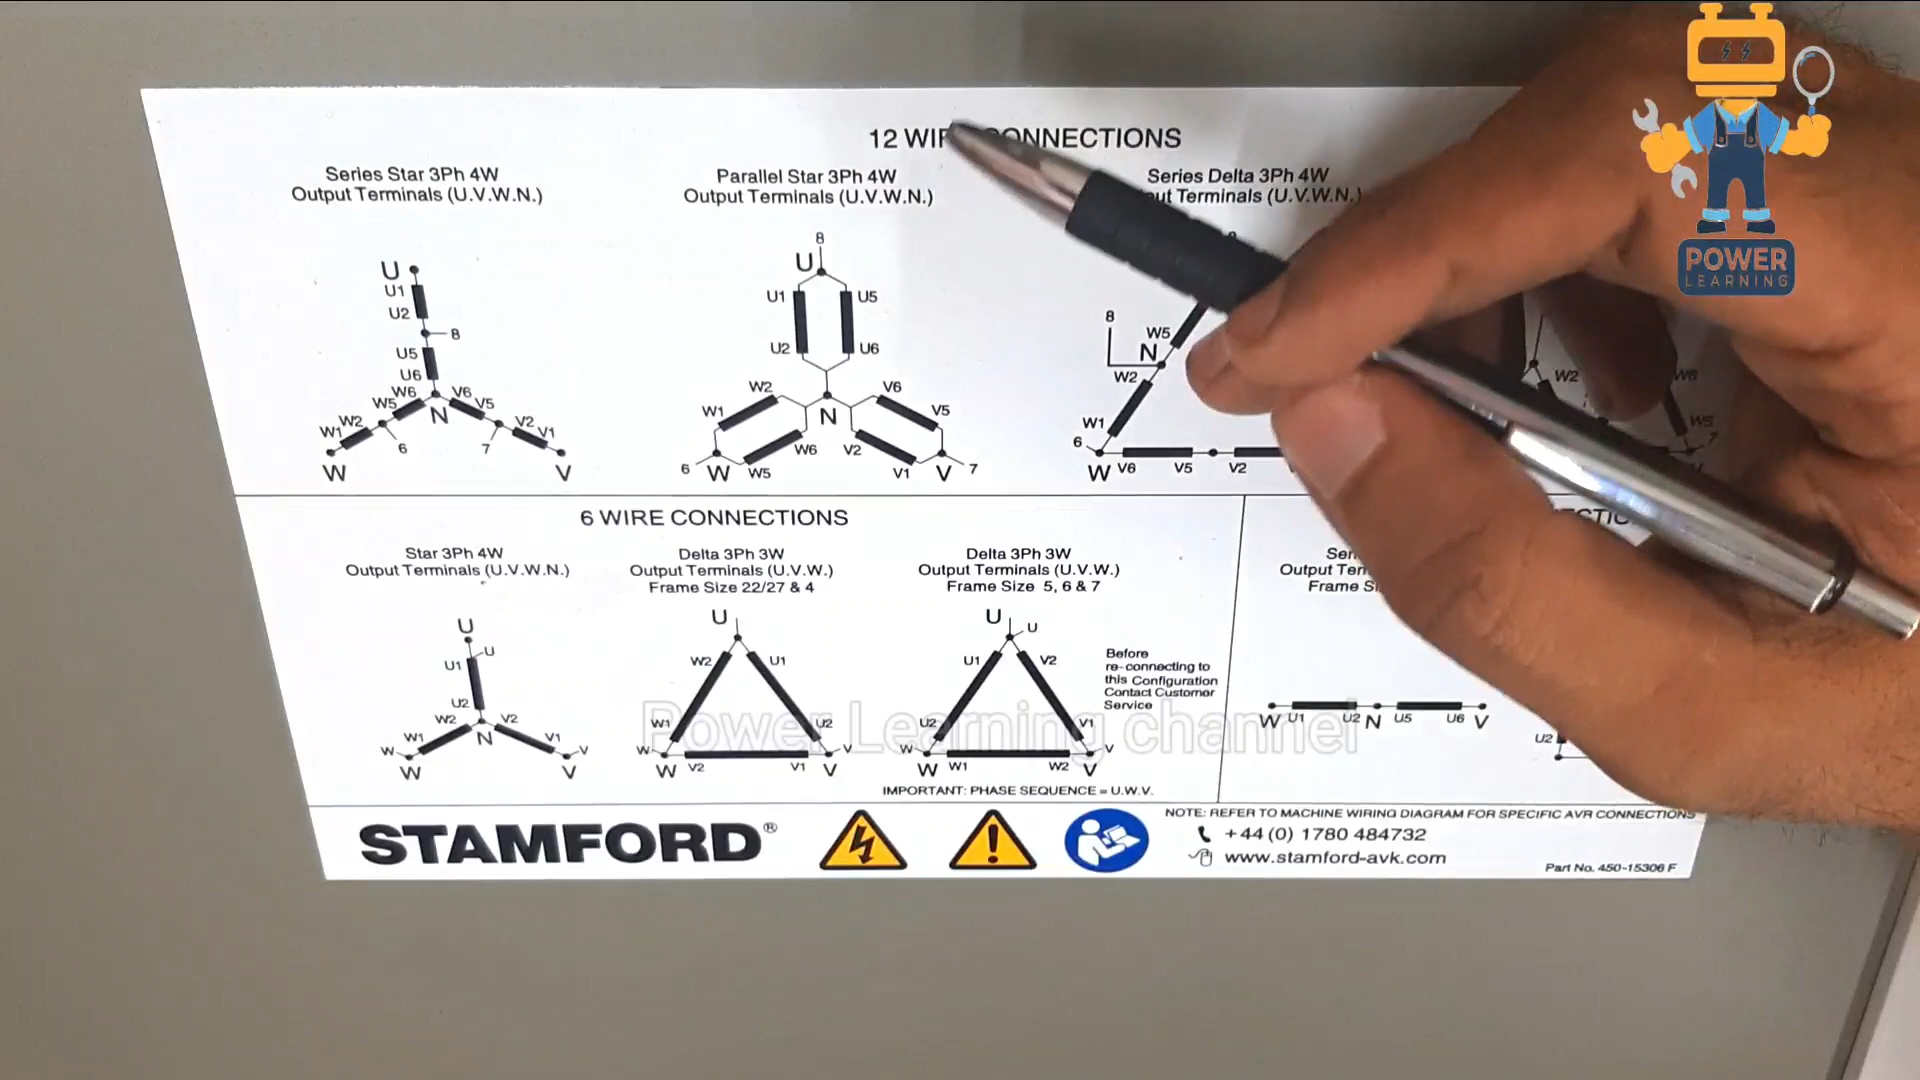 12 WIRE CONNECTIONS
Series Star 3Ph 4W
Output Terminals (U.V.W.N.)
Parallel Star 3Ph 4W
Output Terminals (U.V.W.N.)
Series Delta 3Ph 4W
Terminals (U.V.W.N.)
U
U1
U2
8
U5
U6
W6 V6
W5 V5
N
W2 V2
W1 V1
6 7
W V
8
U
U1 U5
U2 U6
W2 V6
W1 N V5
W6 V2
6 W W5 V1 V 7
8
W5
N
W2
W1
6
W V6 V5 V2
W2 W6
W5
7
6 WIRE CONNECTIONS
Star 3Ph 4W
Output Terminals (U.V.W.N.)
Delta 3Ph 3W
Output Terminals (U.V.W.)
Frame Size 22/27 & 4
Delta 3Ph 3W
Output Terminals (U.V.W.)
Frame Size 5, 6 & 7
U
U
U1
U2
W2 V2
W1 N V1
W V
W V
U
W2 U1
W1 U2
W V
W V2 V1 V
U
U
U1 V2
U2 V1
W V
W W1 W2 V
Before
re-connecting to
this Configuration
Contact Customer
Service
IMPORTANT: PHASE SEQUENCE = U.W.V.
Output
Frame
W U1 U2 N U5 U6 V
U2
STAMFORD®
NOTE: REFER TO MACHINE WIRING DIAGRAM FOR SPECIFIC AVR CONNECTIONS
+44 (0) 1780 484732
www.stamford-avk.com
Part No. 450-15306 F
POWER
LEARNING
Power Learning channel